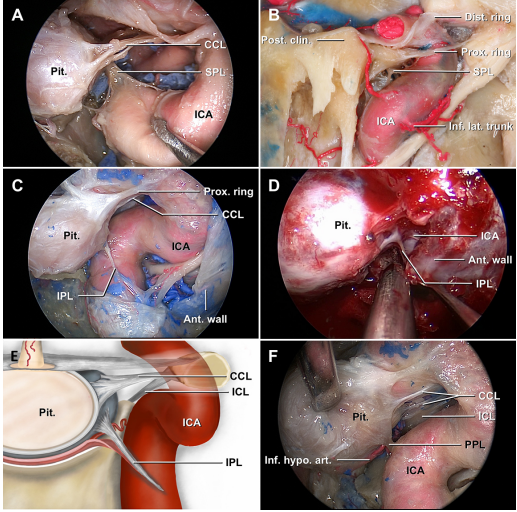 A
CCL
Pit.
SPL
ICA
B
Dist. ring
Post. clin.
Prox. ring
SPL
ICA
Inf. lat. trunk
C
Prox. ring
CCL
Pit.
ICA
IPL
Ant. wall
D
Pit.
ICA
Ant. wall
IPL
E
CCL
ICL
Pit.
ICA
IPL
F
CCL
ICL
Pit.
PPL
Inf. hypo. art.
ICA